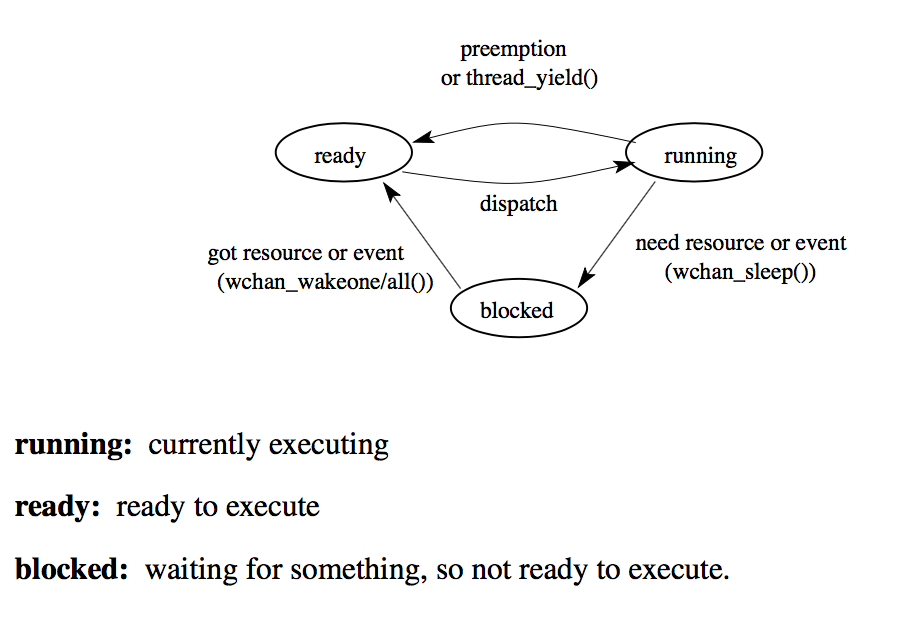 preemption
or thread_yield()
ready
running
dispatch
got resource or event
(wchan_wakeone/all())
need resource or event
(wchan_sleep())
blocked
running: currently executing
ready: ready to execute
blocked: waiting for something, so not ready to execute.